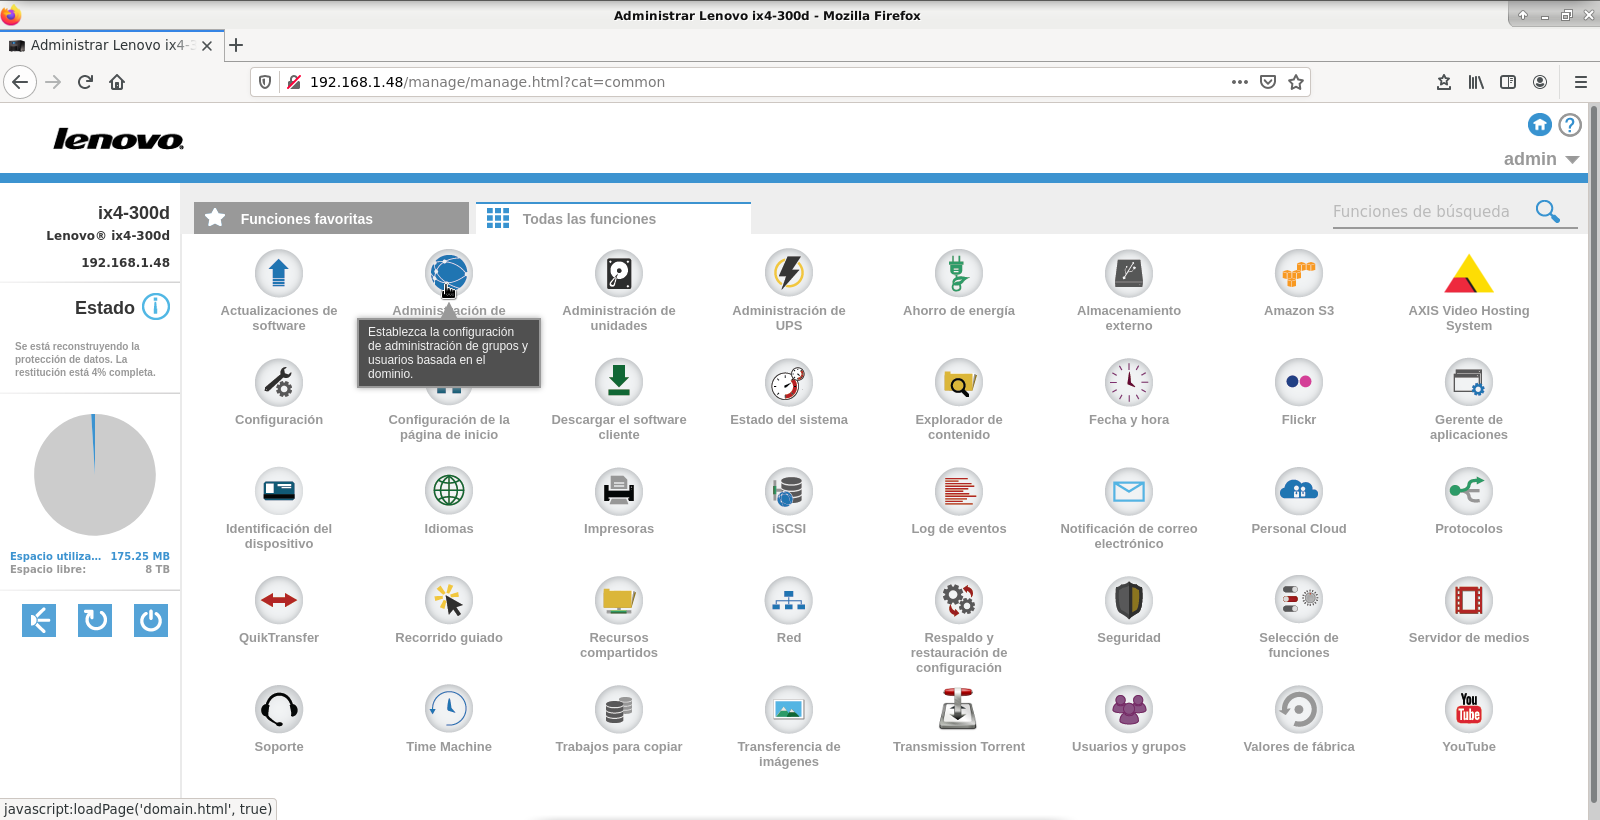 Administrar Lenovo ix4-300d - Mozilla Firefox
Administrar Lenovo ix4-3
192.168.1.48/manage/manage.html?cat=common
lenovo
admin
ix4-300d
Lenovo® ix4-300d
192.168.1.48
Estado
Se está reconstruyendo la
protección de datos. La
restitución está 4% completa.
Espacio utiliza... 175.25 MB
Espacio libre: 8 TB
Funciones favoritas
Todas las funciones
Funciones de búsqueda
Actualizaciones de
software
Administración de
Establezca la configuración
de administración de grupos y
usuarios basada en el
dominio.
Administración de
unidades
Administración de
UPS
Ahorro de energía
Almacenamiento
externo
Amazon S3
AXIS Video Hosting
System
Configuración
Configuración de la
página de inicio
Descargar el software
cliente
Estado del sistema
Explorador de
contenido
Fecha y hora
Flickr
Gerente de
aplicaciones
Identificación del
dispositivo
Idiomas
Impresoras
iSCSI
Log de eventos
Notificación de correo
electrónico
Personal Cloud
Protocolos
QuikTransfer
Recorrido guiado
Recursos
compartidos
Red
Respaldo y
restauración de
configuración
Seguridad
Selección de
funciones
Servidor de medios
Soporte
Time Machine
Trabajos para copiar
Transferencia de
imágenes
Transmission Torrent
Usuarios y grupos
Valores de fábrica
You
Tube
YouTube
javascript:loadPage('domain.html', true)